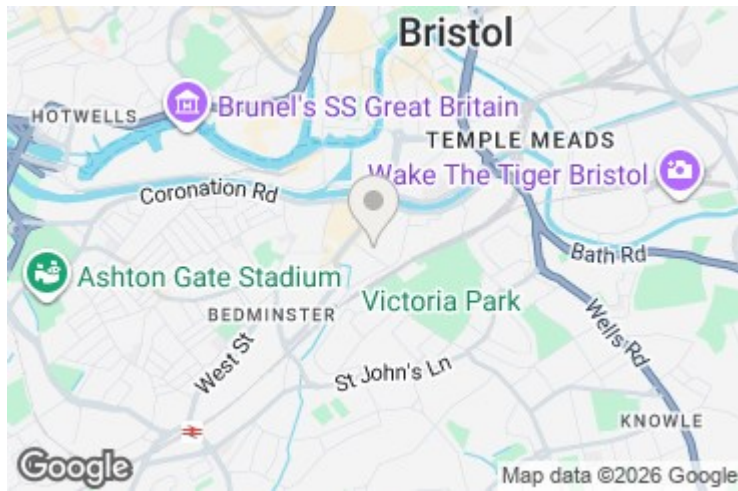 Bristol
HOTWELLS
Brunel's SS Great Britain
TEMPLE MEADS
Wake The Tiger Bristol
Coronation Rd
Bath Rd
Ashton Gate Stadium
Victoria Park
BEDMINSTER
Wells Rd
West St
St John's Ln
KNOWLE
Google
Map data ©2026 Google